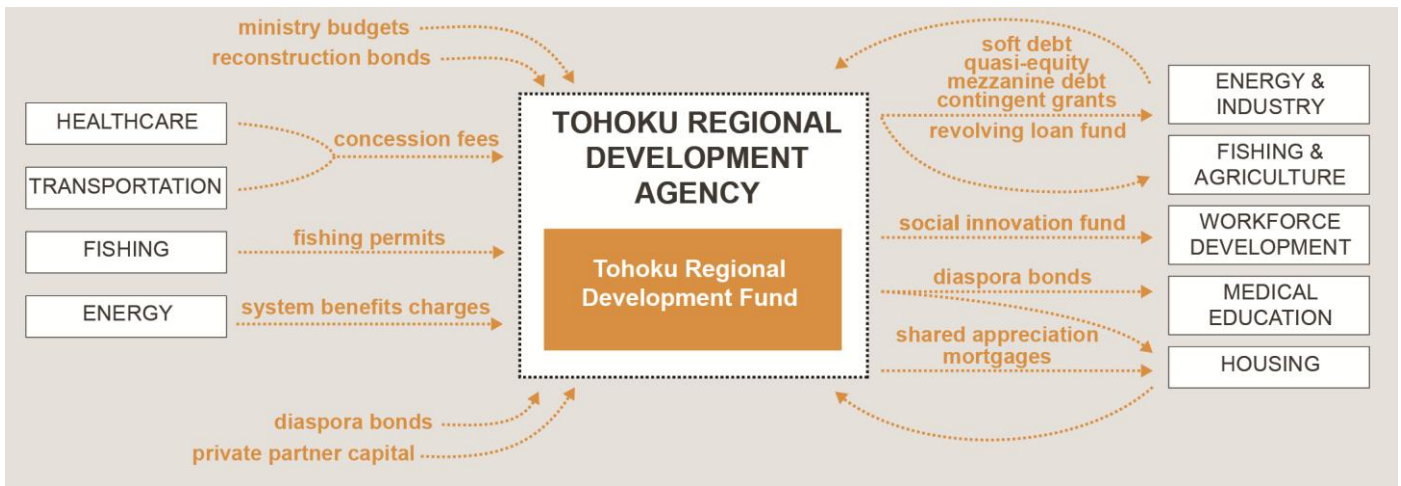 ministry budgets
reconstruction bonds
HEALTHCARE
TRANSPORTATION
concession fees
FISHING
fishing permits
ENERGY
system benefits charges
diaspora bonds
private partner capital
TOHOKU REGIONAL
DEVELOPMENT
AGENCY
Tohoku Regional
Development Fund
soft debt
quasi-equity
mezzanine debt
contingent grants
revolving loan fund
social innovation fund
diaspora bonds
shared appreciation
mortgages
ENERGY &
INDUSTRY
FISHING &
AGRICULTURE
WORKFORCE
DEVELOPMENT
MEDICAL
EDUCATION
HOUSING